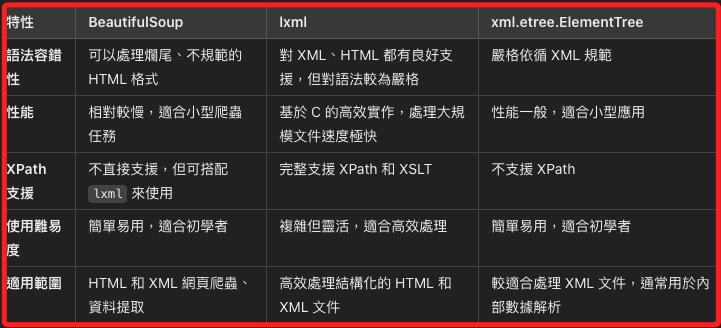 特性 BeautifulSoup lxml xml.etree.ElementTree
語法容錯性 可以處理爛尾、不規範的 HTML 格式 對 XML、HTML 都有良好支援，但對語法較為嚴格 嚴格依循 XML 規範
性能 相對較慢，適合小型爬蟲任務 基於 C 的高效實作，處理大規模文件速度極快 性能一般，適合小型應用
XPath 支援 不直接支援，但可搭配 lxml 來使用 完整支援 XPath 和 XSLT 不支援 XPath
使用難易度 簡單易用，適合初學者 複雜但靈活，適合高效處理 簡單易用，適合初學者
適用範圍 HTML 和 XML 網頁爬蟲、資料提取 高效處理結構化的 HTML 和 XML 文件 較適合處理 XML 文件，通常用於內部數據解析